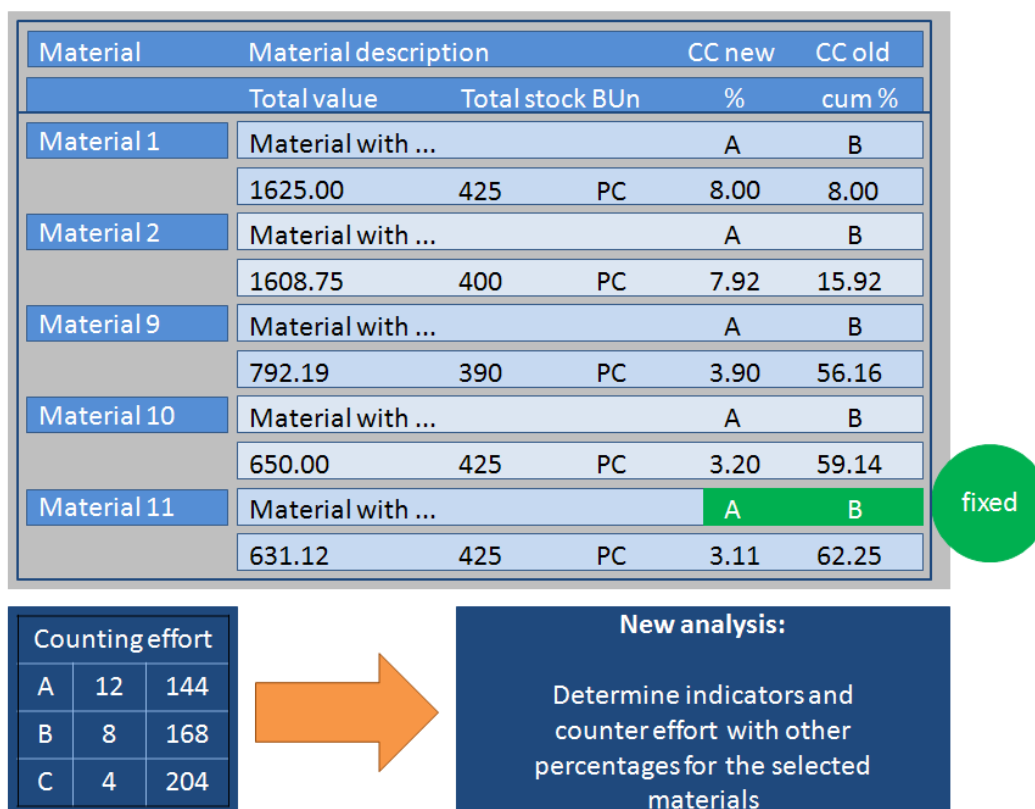 Material Material description CC new CC old
Total value Total stock BUn % cum %
Material 1 Material with ... A B
1625.00 425 PC 8.00 8.00
Material 2 Material with ... A B
1608.75 400 PC 7.92 15.92
Material 9 Material with ... A B
792.19 390 PC 3.90 56.16
Material 10 Material with ... A B
650.00 425 PC 3.20 59.14
Material 11 Material with ... A B fixed
631.12 425 PC 3.11 62.25
Counting effort
A 12 144
B 8 168
C 4 204
New analysis:
Determine indicators and
counter effort with other
percentages for the selected
materials